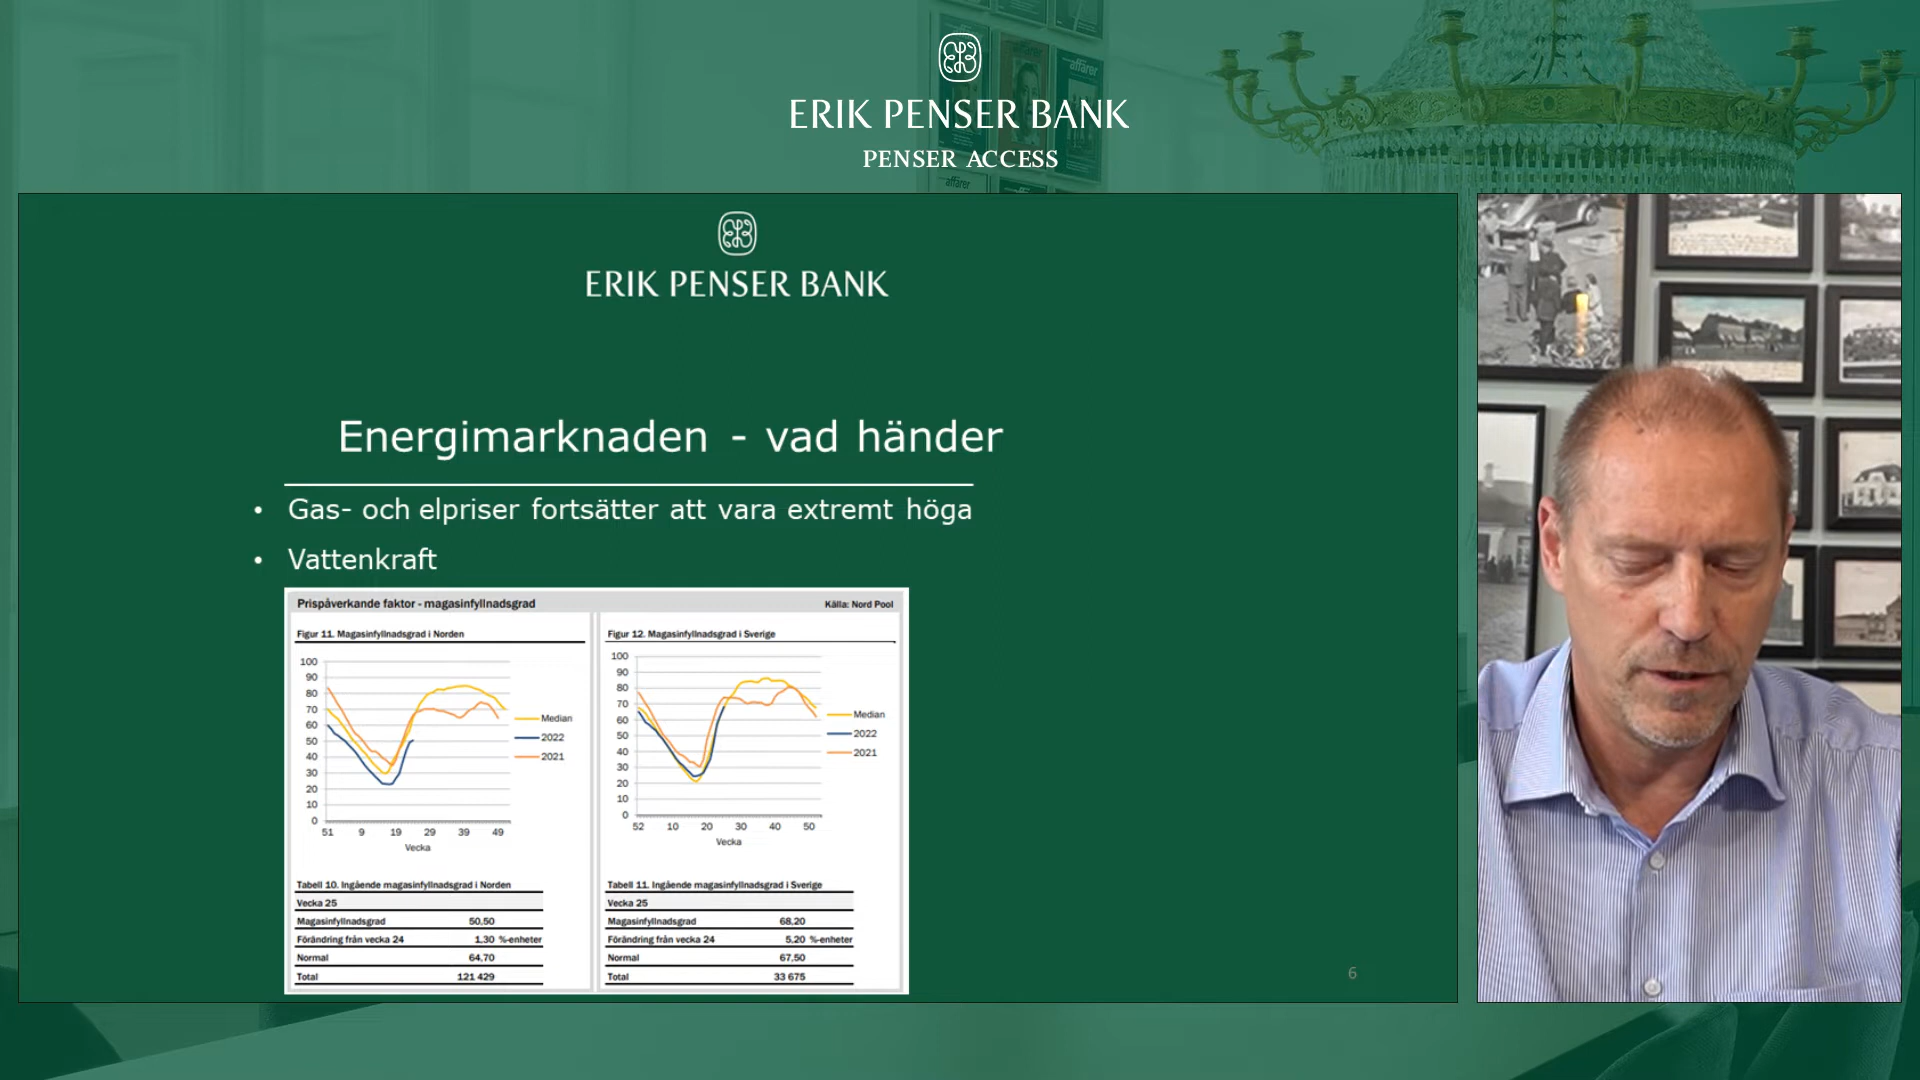 affärer
affärer
ERIK PENSER BANK
PENSER ACCESS
affärer
ERIK PENSER BANK
Energimarknaden - vad händer
• Gas- och elpriser fortsätter att vara extremt höga
• Vattenkraft
Prispåverkande faktor - magasinfyllnadsgrad
Källa: Nord Pool
Figur 11. Magasinfyllnadsgrad i Norden
100
90
80
70
60
50
40
30
20
10
0
51 9 19 29 39 49
Vecka
Median
2022
2021
Tabell 10. Ingående magasinfyllnadsgrad i Norden
Vecka 25
Magasinfyllnadsgrad 50,50
Förändring från vecka 24 1,30 %-enheter
Normal 64,70
Total 121 429
Figur 12. Magasinfyllnadsgrad i Sverige
100
90
80
70
60
50
40
30
20
10
0
52 10 20 30 40 50
Vecka
Median
2022
2021
Tabell 11. Ingående magasinfyllnadsgrad i Sverige
Vecka 25
Magasinfyllnadsgrad 68,20
Förändring från vecka 24 5,20 %-enheter
Normal 67,50
Total 33 675
6